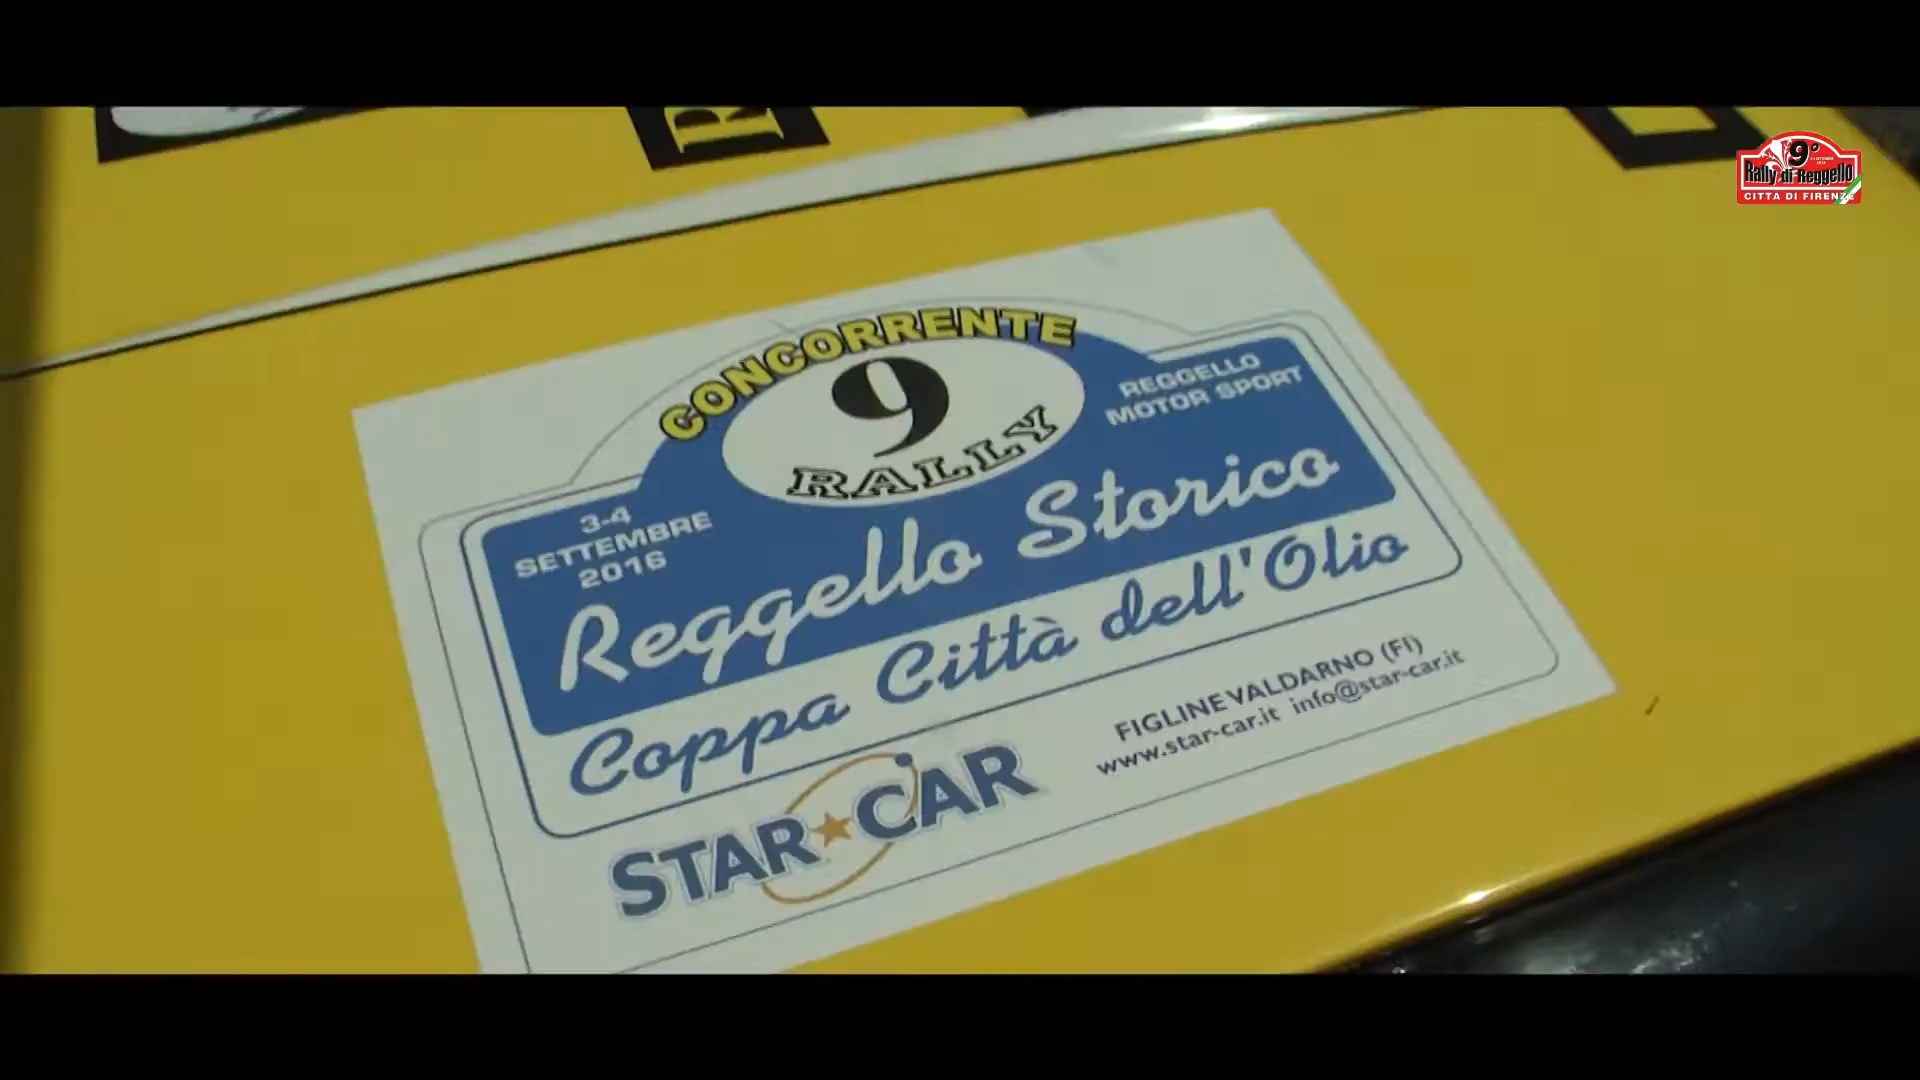 R
9°
Rally di Reggello
CITTA DI FIRENZE
CONCORRENTE
9
RALLY
REGGELLO
MOTOR SPORT
3-4
SETTEMBRE
2016
Reggello Storico
Coppa Città dell'Olio
FIGLINE VALDARNO (FI)
www.star-car.it info@star-car.it
STAR CAR